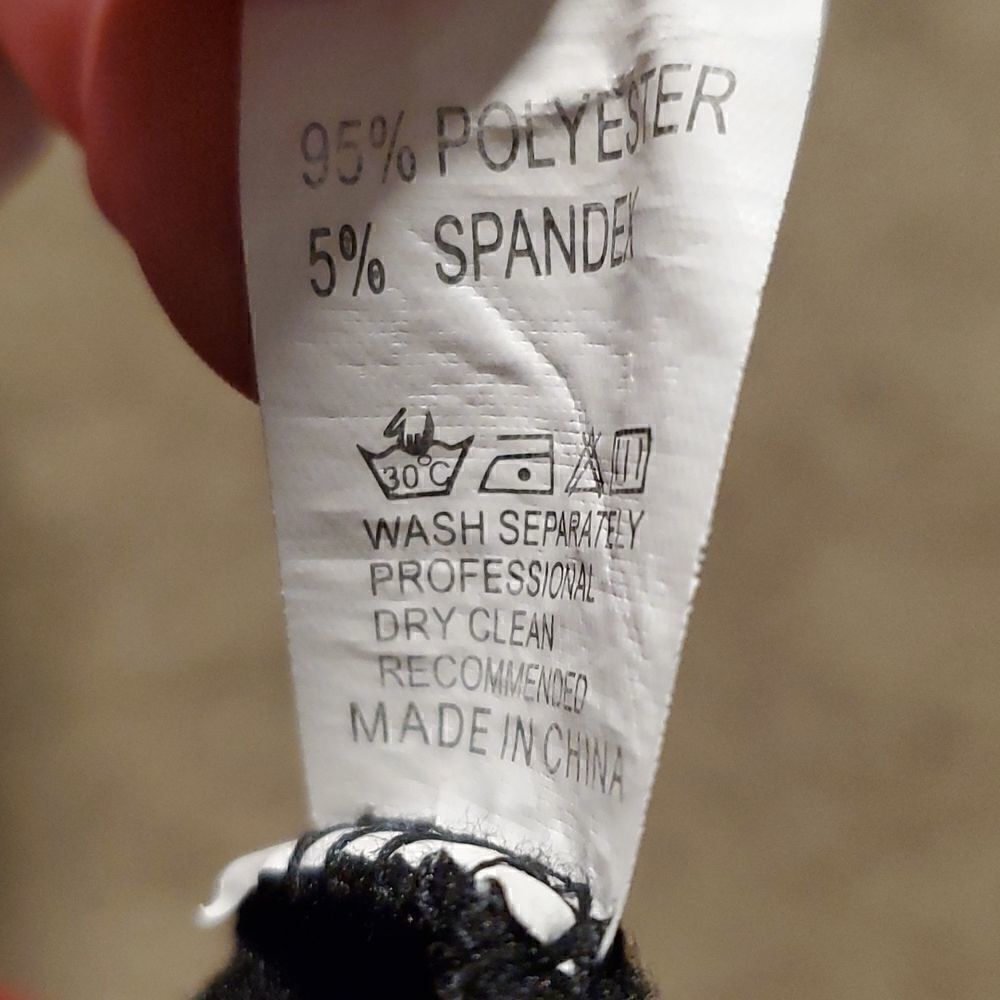 95% POLYESTER
5% SPANDEX
30°C
WASH SEPARATELY
PROFESSIONAL
DRY CLEAN
RECOMMENDED
MADE IN CHINA